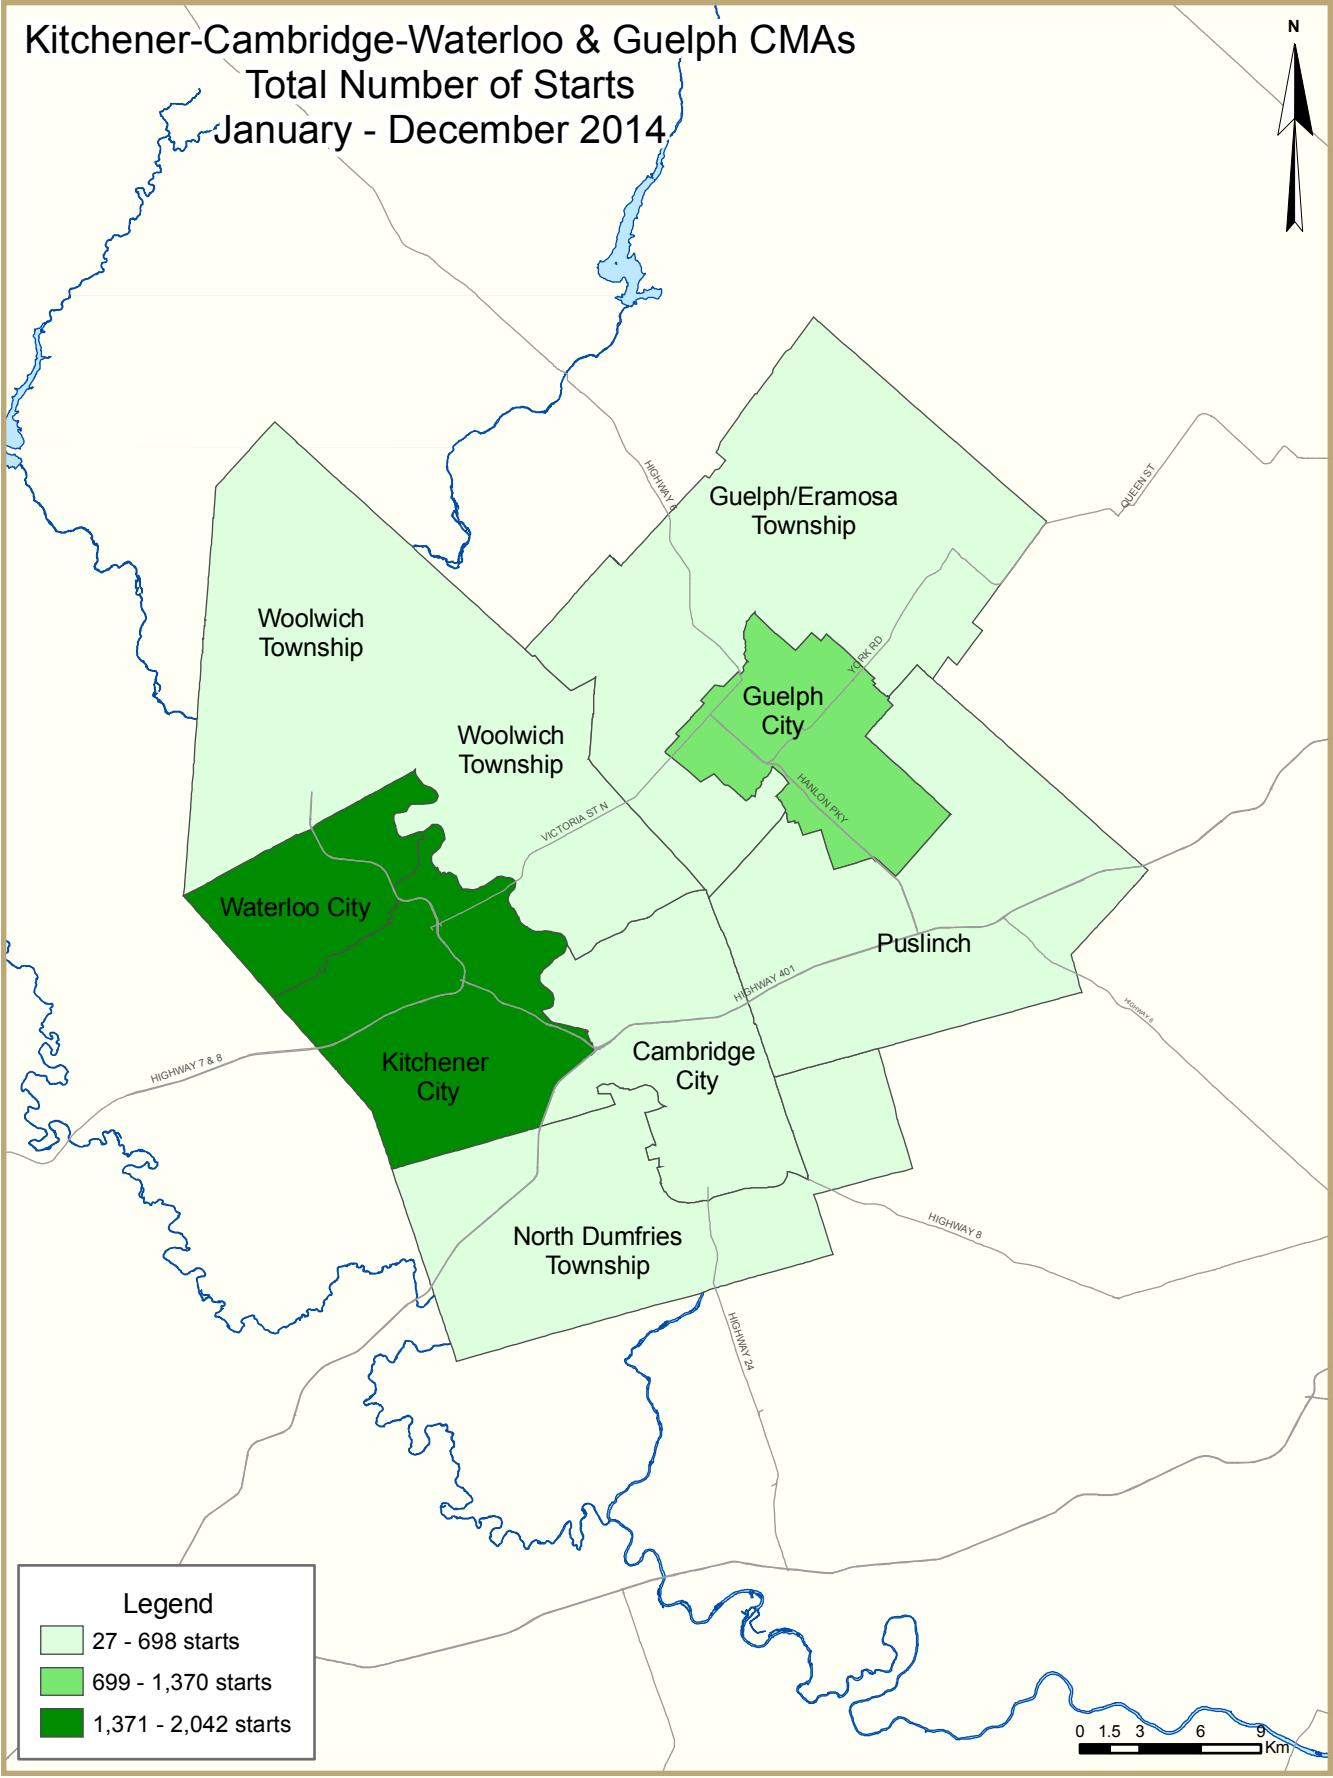 Kitchener-Cambridge-Waterloo & Guelph CMAs
Total Number of Starts
January - December 2014
N
HIGHWAY 6
Guelph/Eramosa
Township
QUEEN ST
Woolwich
Township
YORK RD
Guelph
City
Woolwich
Township
HANLON PKY
VICTORIA ST N
Waterloo City
Puslinch
HIGHWAY 401
HIGHWAY 6
Cambridge
City
HIGHWAY 7 & 8
Kitchener
City
HIGHWAY 8
North Dumfries
Township
HIGHWAY 24
Legend
27 - 698 starts
699 - 1,370 starts
1,371 - 2,042 starts
0 1.5 3 6 9
Km